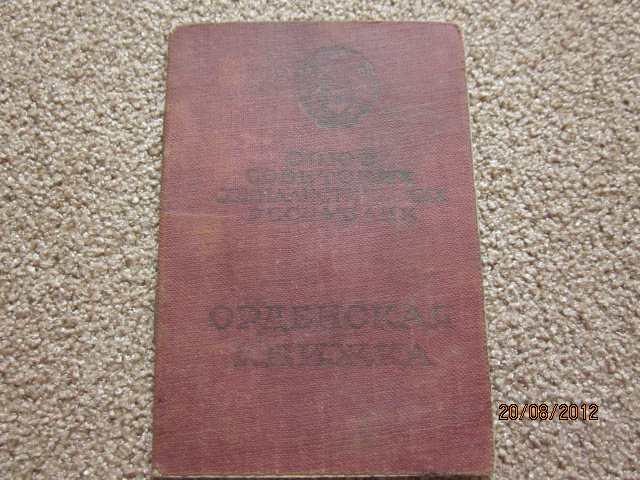 СОЮЗ
СОВЕТСКИХ
СОЦИАЛИСТИЧЕСКИХ
РЕСПУБЛИК
ОРДЕНСКАЯ
КНИЖКА
20/08/2012